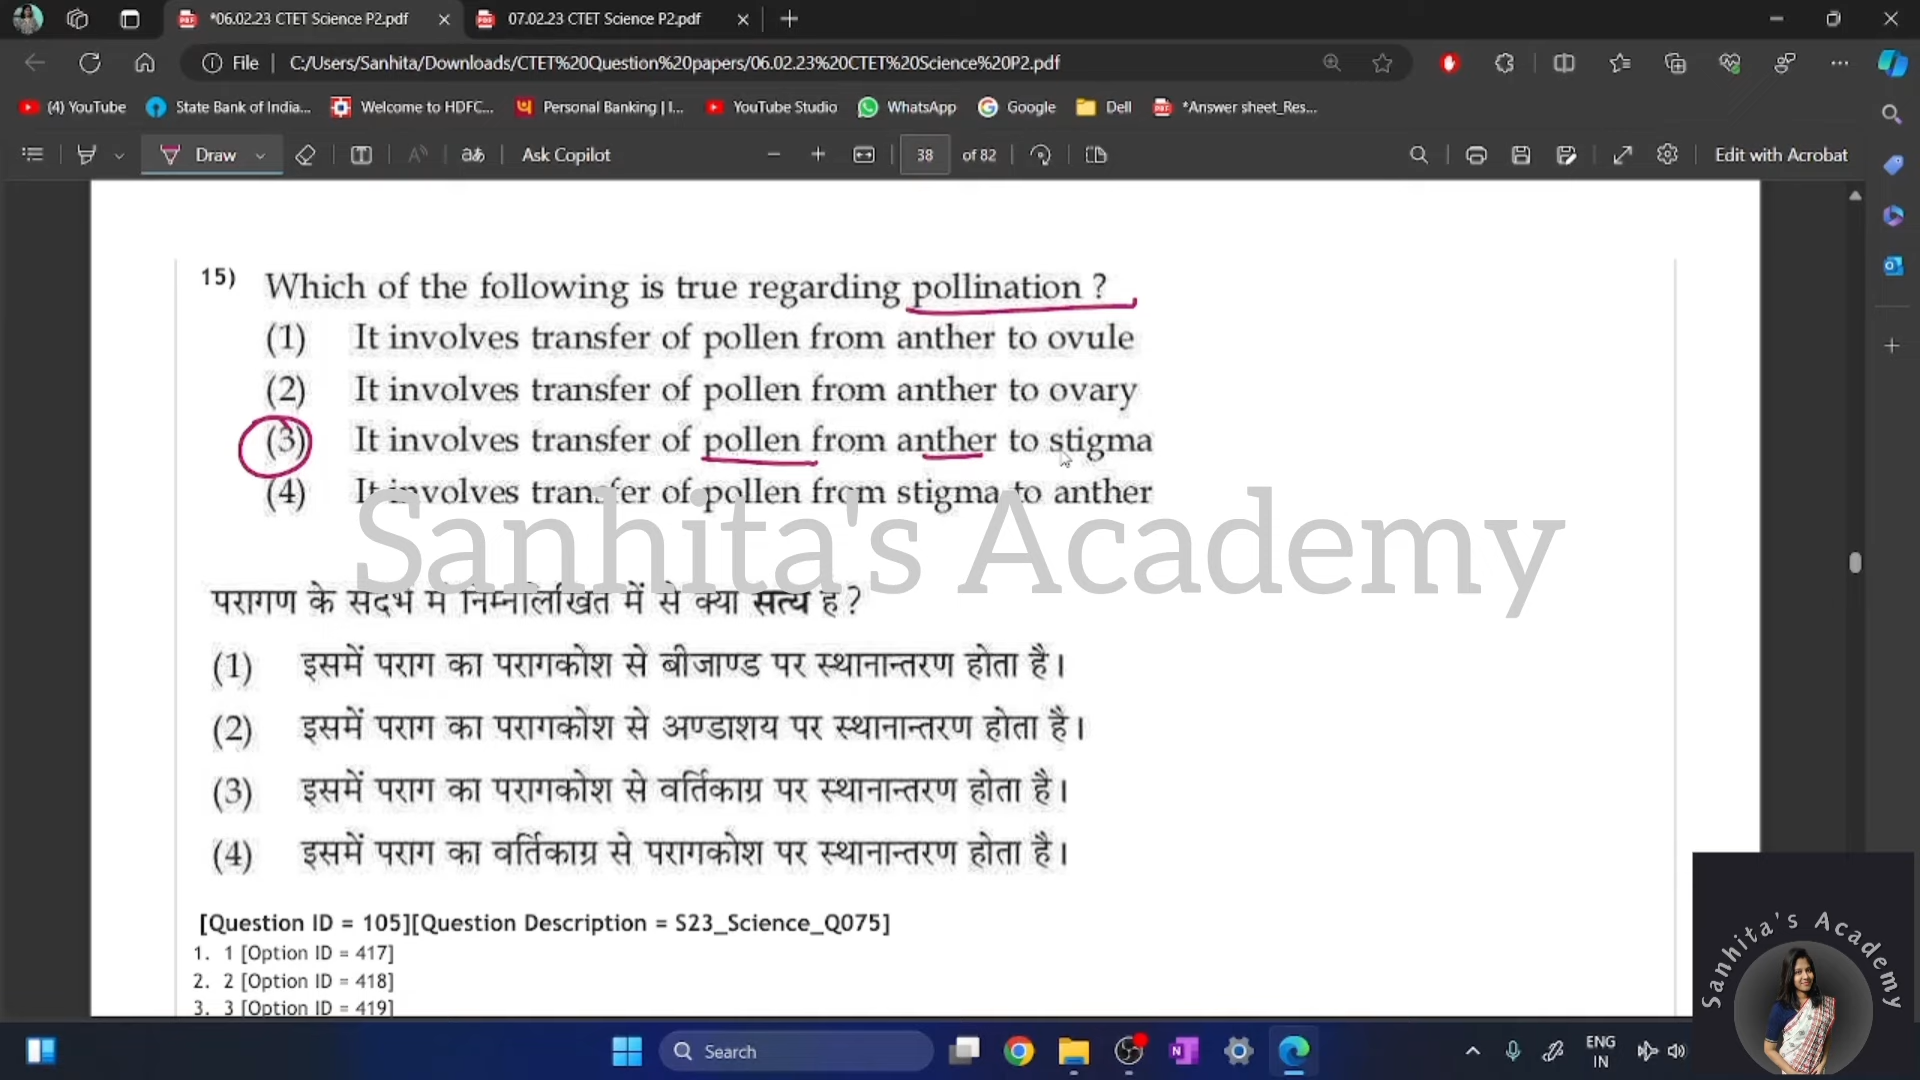 *06.02.23 CTET Science P2.pdf
07.02.23 CTET Science P2.pdf
File
C:/Users/Sanhita/Downloads/CTET%20Question%20papers/06.02.23%20CTET%20Science%20P2.pdf
(4) YouTube
State Bank of India...
Welcome to HDFC...
Personal Banking | I...
YouTube Studio
WhatsApp
Google
Dell
*Answer sheet_Res...
Draw
Ask Copilot
38 of 82
Edit with Acrobat
15) Which of the following is true regarding pollination ?
(1) It involves transfer of pollen from anther to ovule
(2) It involves transfer of pollen from anther to ovary
(3) It involves transfer of pollen from anther to stigma
(4) It involves transfer of pollen from stigma to anther
Sanhita's Academy
परागण के संदर्भ में निम्नलिखित में से क्या सत्य है ?
(1) इसमें पराग का परागकोश से बीजाण्ड पर स्थानान्तरण होता है।
(2) इसमें पराग का परागकोश से अण्डाशय पर स्थानान्तरण होता है।
(3) इसमें पराग का परागकोश से वर्तिकाग्र पर स्थानान्तरण होता है।
(4) इसमें पराग का वर्तिकाग्र से परागकोश पर स्थानान्तरण होता है।
[Question ID = 105][Question Description = S23_Science_Q075]
1. 1 [Option ID = 417]
2. 2 [Option ID = 418]
3. 3 [Option ID = 419]
Sanhita's Academy
Search
ENG
IN